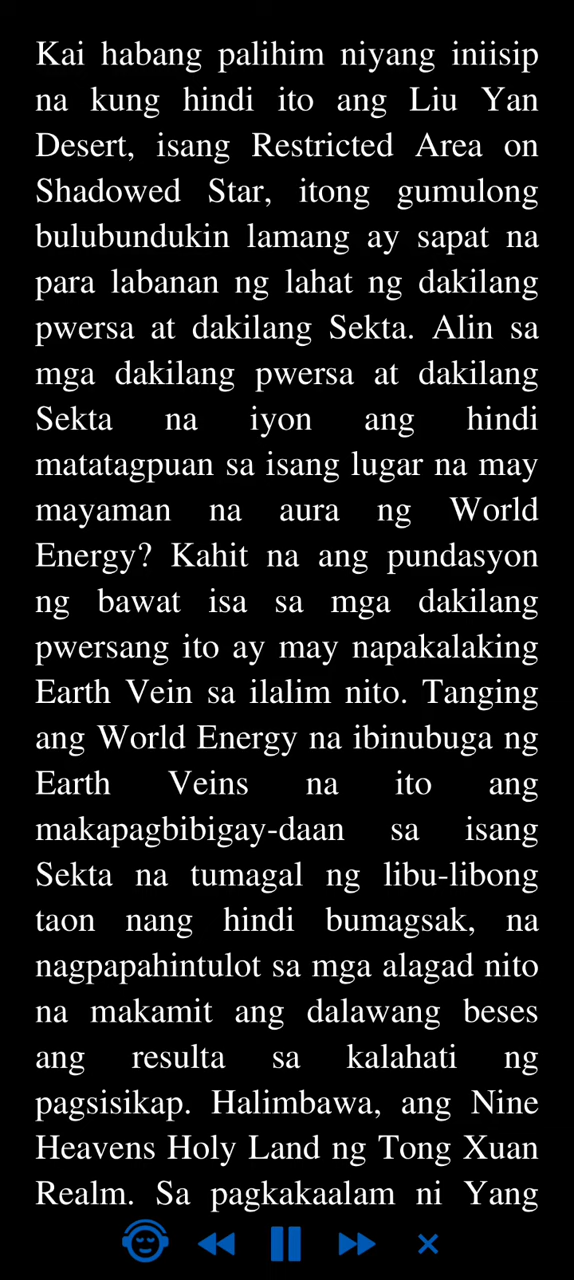 Kai habang palihim niyang iniisip
na kung hindi ito ang Liu Yan
Desert, isang Restricted Area on
Shadowed Star, itong gumulong
bulubundukin lamang ay sapat na
para labanan ng lahat ng dakilang
pwersa at dakilang Sekta. Alin sa
mga dakilang pwersa at dakilang
Sekta na iyon ang hindi
matatagpuan sa isang lugar na may
mayaman na aura ng World
Energy? Kahit na ang pundasyon
ng bawat isa sa mga dakilang
pwersang ito ay may napakalaking
Earth Vein sa ilalim nito. Tanging
ang World Energy na ibinubuga ng
Earth Veins na ito ang
makapagbibigay-daan sa isang
Sekta na tumagal ng libu-libong
taon nang hindi bumagsak, na
nagpapahintulot sa mga alagad nito
na makamit ang dalawang beses
ang resulta sa kalahati ng
pagsisikap. Halimbawa, ang Nine
Heavens Holy Land ng Tong Xuan
Realm. Sa pagkakaalam ni Yang